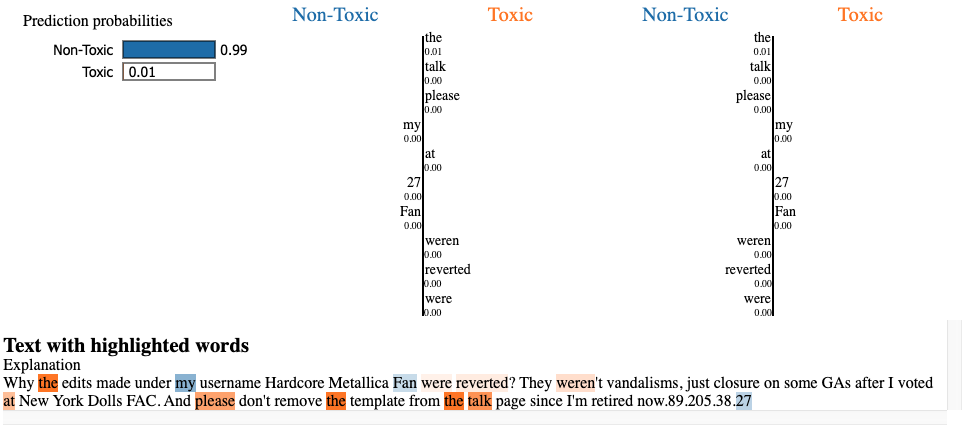 Prediction probabilities
Non-Toxic 0.99
Toxic 0.01
Non-Toxic Toxic
the
0.01
talk
0.00
please
0.00
my
0.00
at
0.00
27
0.00
Fan
0.00
weren
0.00
reverted
0.00
were
0.00
Non-Toxic Toxic
the
0.01
talk
0.00
please
0.00
my
0.00
at
0.00
27
0.00
Fan
0.00
weren
0.00
reverted
0.00
were
0.00
Text with highlighted words
Explanation
Why the edits made under my username Hardcore Metallica Fan were reverted? They weren't vandalisms, just closure on some GAs after I voted
at New York Dolls FAC. And please don't remove the template from the talk page since I'm retired now.89.205.38.27